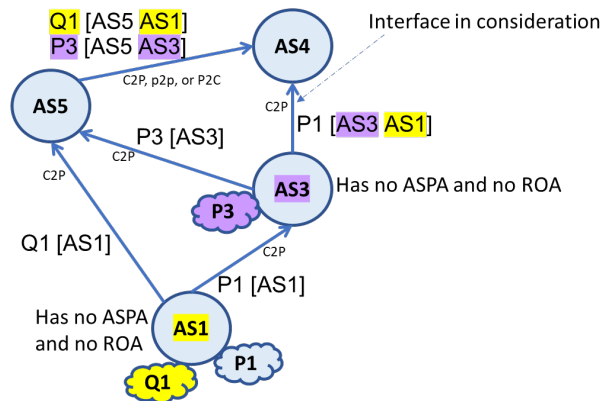 Q1 [AS5 AS1]
P3 [AS5 AS3]
Interface in consideration
AS4
C2P, p2p, or P2C
AS5
C2P
P1 [AS3 AS1]
P3 [AS3]
C2P
C2P
AS3
Has no ASPA and no ROA
P3
Q1 [AS1]
C2P
P1 [AS1]
Has no ASPA
and no ROA
AS1
P1
Q1